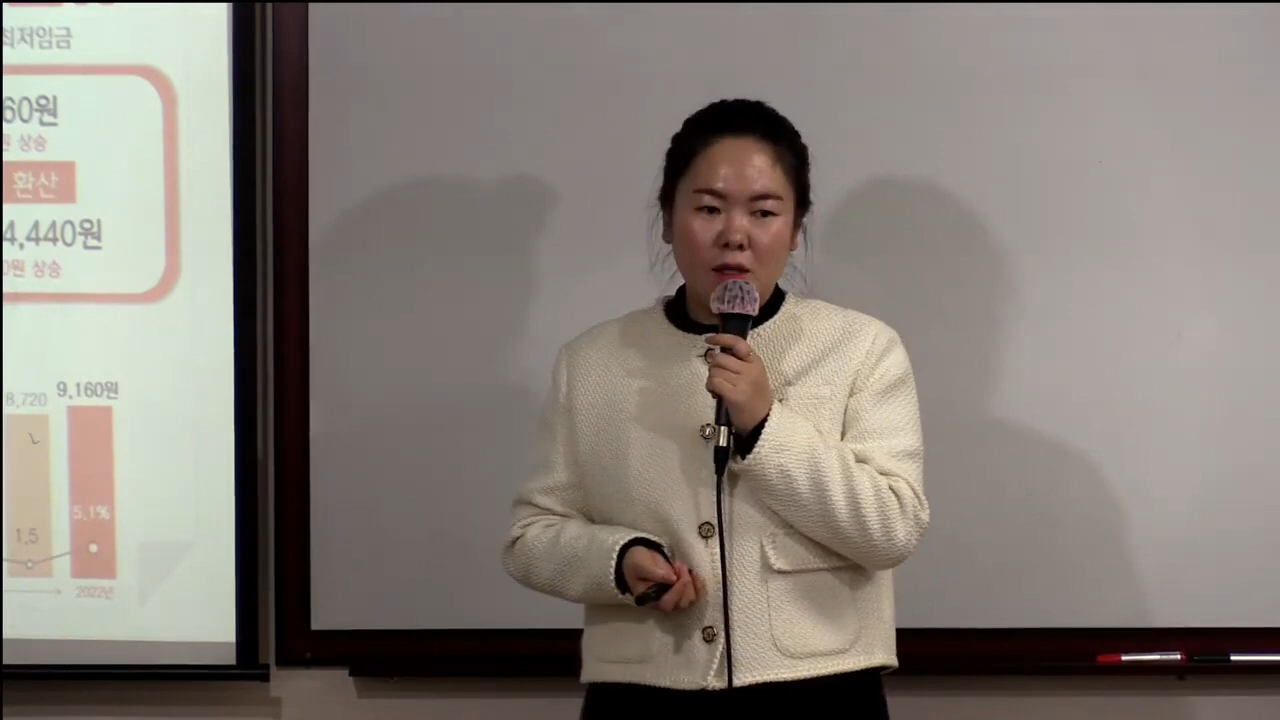 최저임금
60원
원 상승
환산
4,440원
0원 상승
8,720
9,160원
5.1%
1.5
2022년